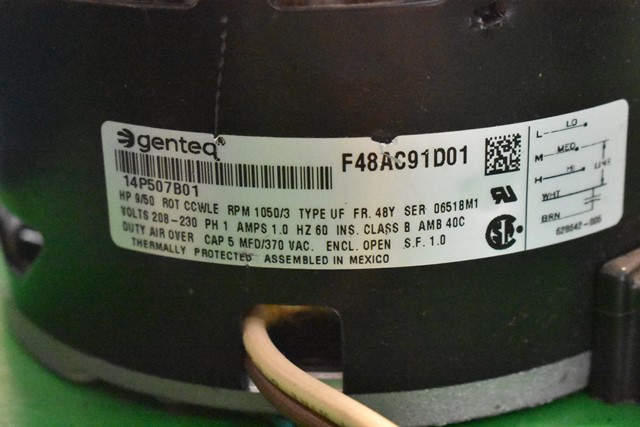 genteq®
F48AC91D01
14P507B01
HP 9/50 ROT CCWLE RPM 1050/3 TYPE UF FR. 48Y SER 06518M1
VOLTS 208-230 PH 1 AMPS 1.0 HZ 60 INS. CLASS B AMB 40C
DUTY AIR OVER CAP 5 MFD/370 VAC. ENCL. OPEN S.F. 1.0
THERMALLY PROTECTED ASSEMBLED IN MEXICO
L LO
M MED
H HI
LINE
WHT
BRN
628642-005